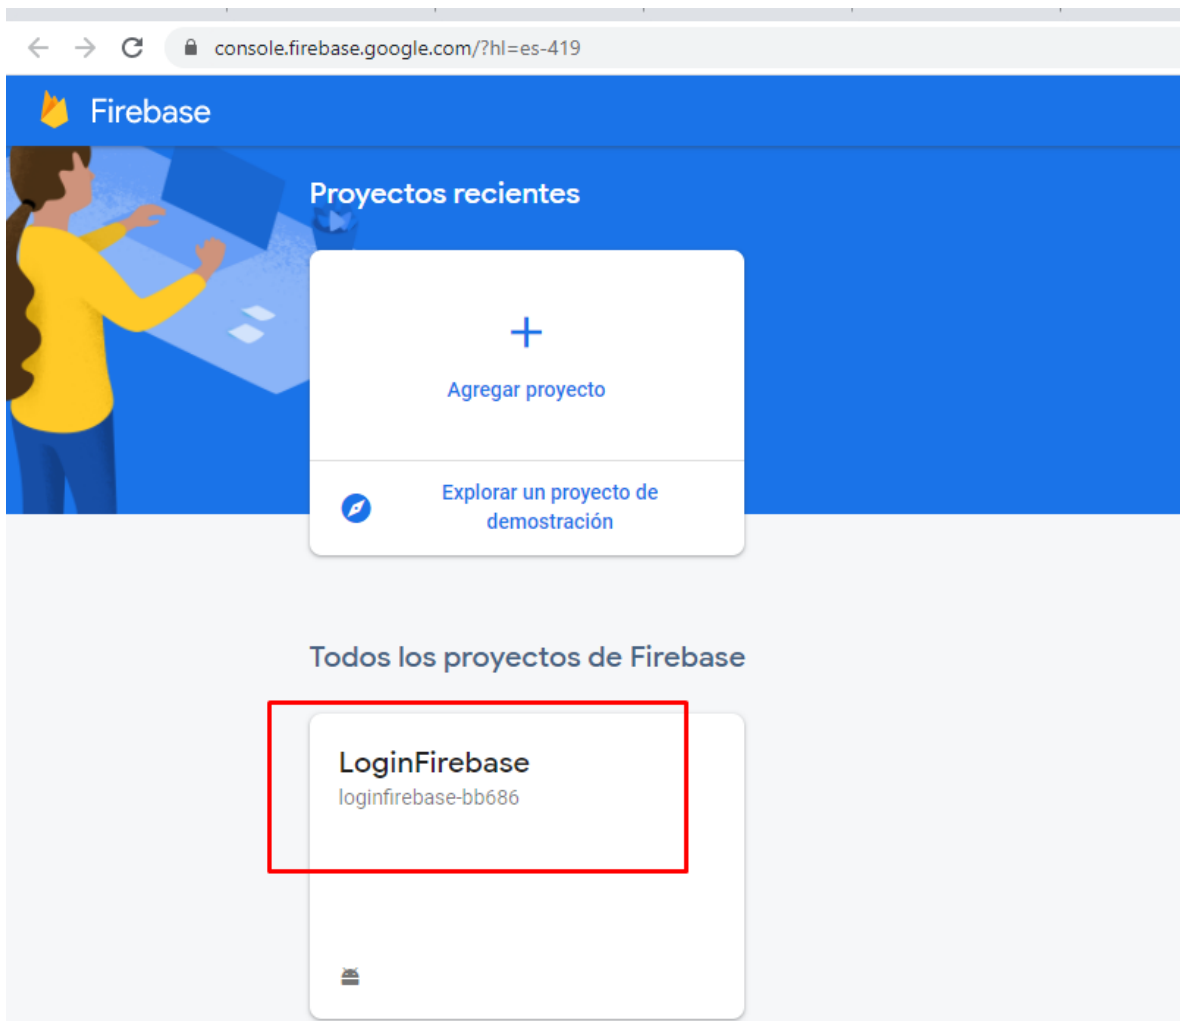 console.firebase.google.com/?hl=es-419
Firebase
Proyectos recientes
Agregar proyecto
Explorar un proyecto de
demostración
Todos los proyectos de Firebase
LoginFirebase
loginfirebase-bb686